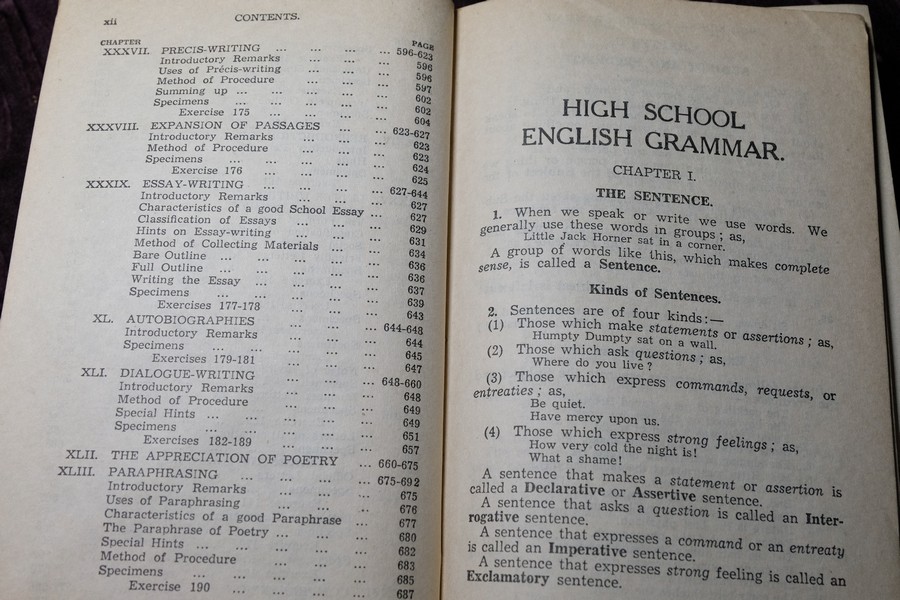 xii CONTENTS.
CHAPTER PAGE
XXXVII. PRECIS-WRITING ... ... ... ... 596-623
Introductory Remarks ... ... ... 596
Uses of Précis-writing ... ... ... 596
Method of Procedure ... ... ... 597
Summing up ... ... ... ... 602
Specimens ... ... ... ... 602
Exercise 175 ... ... ... 604
XXXVIII. EXPANSION OF PASSAGES ... ... 623-627
Introductory Remarks ... ... ... 623
Method of Procedure ... ... ... 623
Specimens ... ... ... ... 624
Exercise 176 ... ... ... 625
XXXIX. ESSAY-WRITING ... ... ... ... 627-644
Introductory Remarks ... ... ... 627
Characteristics of a good School Essay ... 627
Classification of Essays ... ... ... 629
Hints on Essay-writing ... ... ... 631
Method of Collecting Materials ... ... 634
Bare Outline ... ... ... ... 636
Full Outline ... ... ... ... 636
Writing the Essay ... ... ... ... 637
Specimens ... ... ... ... 639
Exercises 177-178 ... ... ... 643
XL. AUTOBIOGRAPHIES ... ... ... 644-648
Introductory Remarks ... ... ... 644
Specimens ... ... ... ... 645
Exercises 179-181 ... ... ... 647
XLI. DIALOGUE-WRITING ... ... ... 648-660
Introductory Remarks ... ... ... 648
Method of Procedure ... ... ... 649
Special Hints ... ... ... ... 649
Specimens ... ... ... ... 651
Exercises 182-189 ... ... ... 657
XLII. THE APPRECIATION OF POETRY ... 660-675
XLIII. PARAPHRASING ... ... ... ... 675-692
Introductory Remarks ... ... ... 675
Uses of Paraphrasing ... ... ... 676
Characteristics of a good Paraphrase ... 677
The Paraphrase of Poetry ... ... ... 680
Special Hints ... ... ... ... 682
Method of Procedure ... ... ... 683
Specimens ... ... ... ... 685
Exercise 190 ... ... ... 687
HIGH SCHOOL
ENGLISH GRAMMAR.
CHAPTER I.
THE SENTENCE.
1. When we speak or write we use words. We
generally use these words in groups ; as,
Little Jack Horner sat in a corner.
A group of words like this, which makes complete
sense, is called a Sentence.
Kinds of Sentences.
2. Sentences are of four kinds :—
(1) Those which make statements or assertions ; as,
Humpty Dumpty sat on a wall.
(2) Those which ask questions ; as,
Where do you live ?
(3) Those which express commands, requests, or
entreaties ; as,
Be quiet.
Have mercy upon us.
(4) Those which express strong feelings ; as,
How very cold the night is!
What a shame!
A sentence that makes a statement or assertion is
called a Declarative or Assertive sentence.
A sentence that asks a question is called an Inter-
rogative sentence.
A sentence that expresses a command or an entreaty
is called an Imperative sentence.
A sentence that expresses strong feeling is called an
Exclamatory sentence.